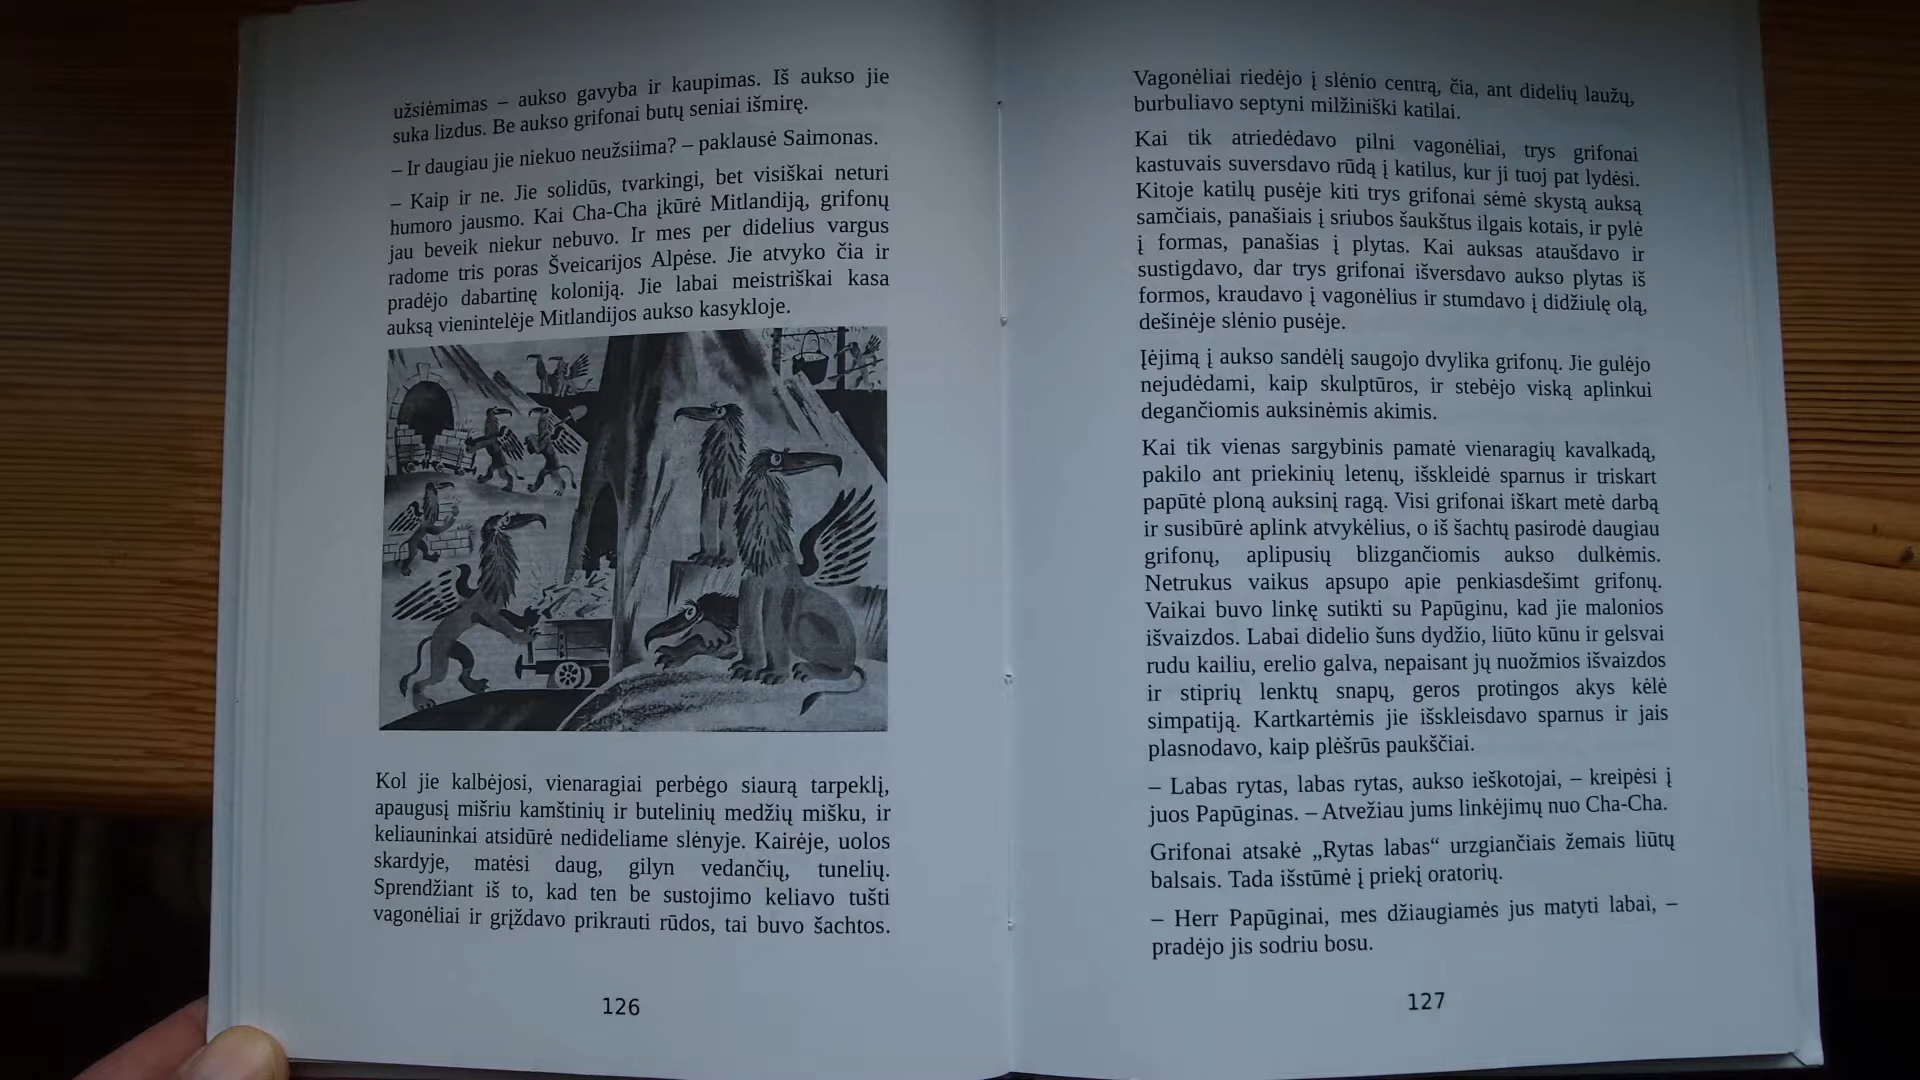 užsiėmimas – aukso gavyba ir kaupimas. Iš aukso jie
suka lizdus. Be aukso grifonai butų seniai išmirę.
– Ir daugiau jie niekuo neužsiima? – paklausė Saimonas.
– Kaip ir ne. Jie solidūs, tvarkingi, bet visiškai neturi
humoro jausmo. Kai Cha-Cha įkūrė Mitlandiją, grifonų
jau beveik niekur nebuvo. Ir mes per didelius vargus
radome tris poras Šveicarijos Alpėse. Jie atvyko čia ir
pradėjo dabartinę koloniją. Jie labai meistriškai kasa
auksą vienintelėje Mitlandijos aukso kasykloje.
Kol jie kalbėjosi, vienaragiai perbėgo siaurą tarpeklį,
apaugusį mišriu kamštinių ir butelinių medžių mišku, ir
keliauninkai atsidūrė nedideliame slėnyje. Kairėje, uolos
skardyje, matėsi daug, gilyn vedančių, tunelių.
Sprendžiant iš to, kad ten be sustojimo keliavo tušti
vagonėliai ir grįždavo prikrauti rūdos, tai buvo šachtos.
126
Vagonėliai riedėjo į slėnio centrą, čia, ant didelių laužų,
burbuliavo septyni milžiniški katilai.
Kai tik atriedėdavo pilni vagonėliai, trys grifonai
kastuvais suversdavo rūdą į katilus, kur ji tuoj pat lydėsi.
Kitoje katilų pusėje kiti trys grifonai sėmė skystą auksą
samčiais, panašiais į sriubos šaukštus ilgais kotais, ir pylė
į formas, panašias į plytas. Kai auksas ataušdavo ir
sustigdavo, dar trys grifonai išversdavo aukso plytas iš
formos, kraudavo į vagonėlius ir stumdavo į didžiulę olą,
dešinėje slėnio pusėje.
Įėjimą į aukso sandėlį saugojo dvylika grifonų. Jie gulėjo
nejudėdami, kaip skulptūros, ir stebėjo viską aplinkui
degančiomis auksinėmis akimis.
Kai tik vienas sargybinis pamatė vienaragių kavalkadą,
pakilo ant priekinių letenų, išskleidė sparnus ir triskart
papūtė ploną auksinį ragą. Visi grifonai iškart metė darbą
ir susibūrė aplink atvykėlius, o iš šachtų pasirodė daugiau
grifonų, aplipusių blizgančiomis aukso dulkėmis.
Netrukus vaikus apsupo apie penkiasdešimt grifonų.
Vaikai buvo linkę sutikti su Papūginu, kad jie malonios
išvaizdos. Labai didelio šuns dydžio, liūto kūnu ir gelsvai
rudu kailiu, erelio galva, nepaisant jų nuožmios išvaizdos
ir stiprių lenktų snapų, geros protingos akys kėlė
simpatiją. Kartkartėmis jie išskleisdavo sparnus ir jais
plasnodavo, kaip plėšrūs paukščiai.
– Labas rytas, labas rytas, aukso ieškotojai, – kreipėsi į
juos Papūginas. – Atvežiau jums linkėjimų nuo Cha-Cha.
Grifonai atsakė „Rytas labas“ urzgiančiais žemais liūtų
balsais. Tada išstūmė į priekį oratorių.
– Herr Papūginai, mes džiaugiamės jus matyti labai, –
pradėjo jis sodriu bosu.
127